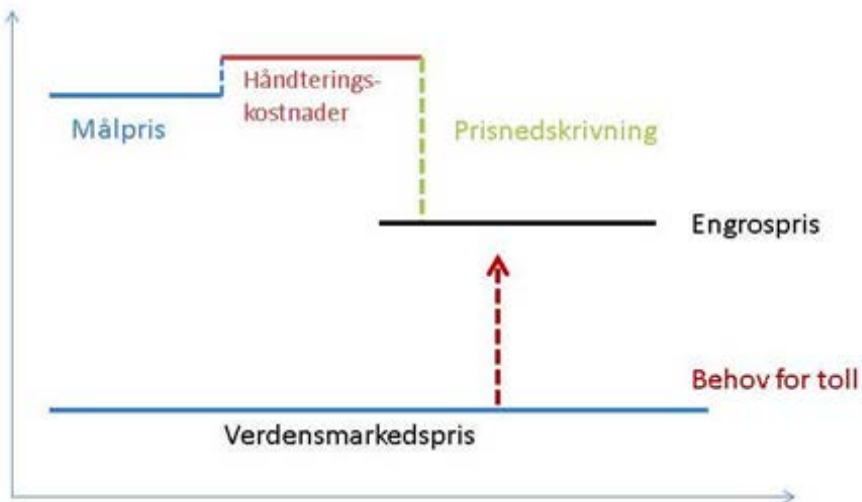 Håndterings-
kostnader
Målpris
Prisnedskrivning
Engrospris
Behov for toll
Verdensmarkedspris